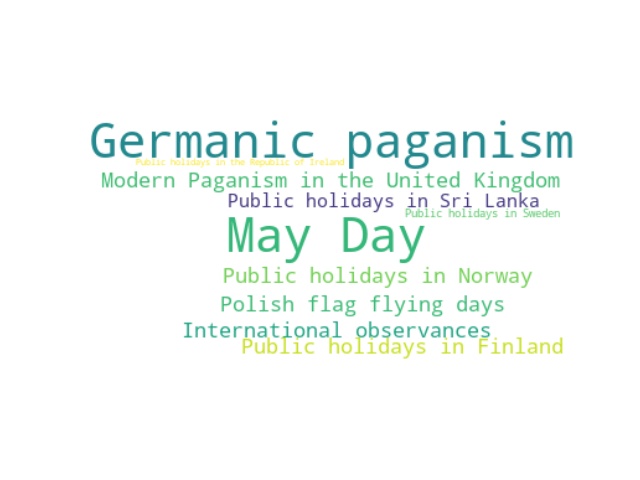 Germanic paganism
Public holidays in the Republic of Ireland
Modern Paganism in the United Kingdom
Public holidays in Sri Lanka
Public holidays in Sweden
May Day
Public holidays in Norway
Polish flag flying days
International observances
Public holidays in Finland